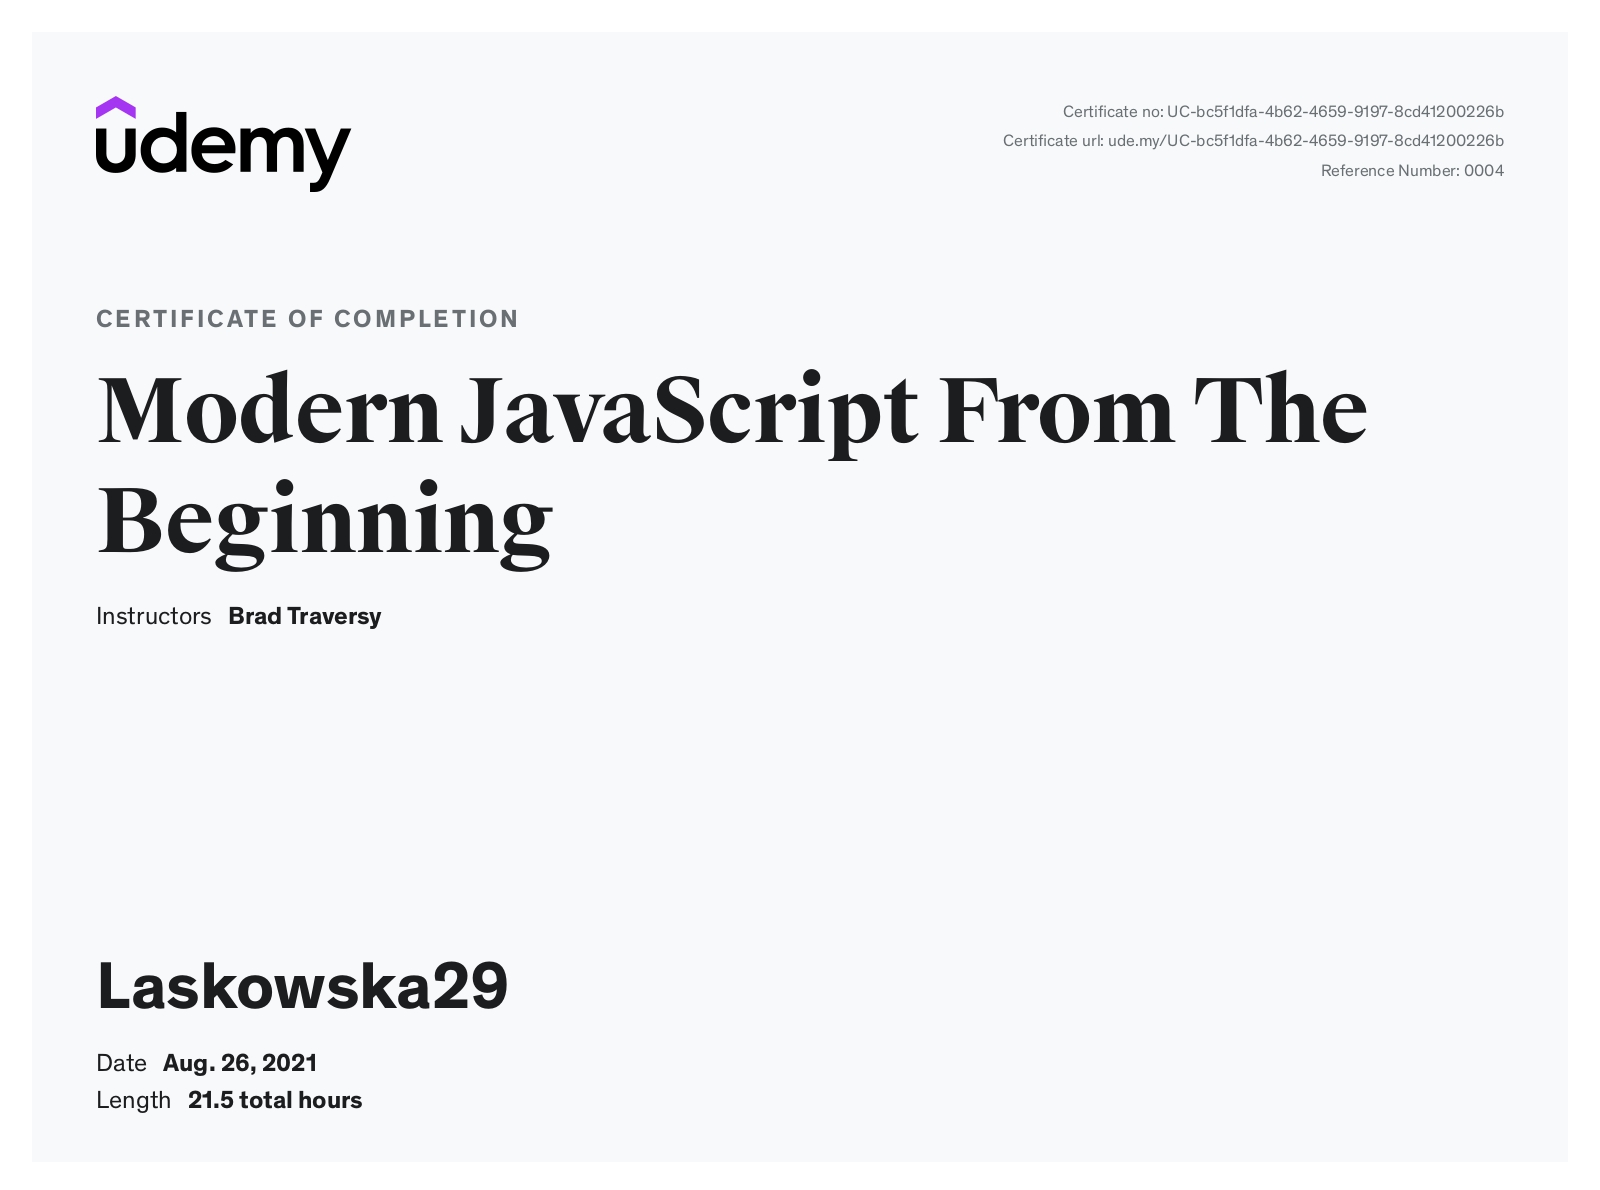 udemy
Certificate no: UC-bc5f1dfa-4b62-4659-9197-8cd41200226b
Certificate url: ude.my/UC-bc5f1dfa-4b62-4659-9197-8cd41200226b
Reference Number: 0004
CERTIFICATE OF COMPLETION
Modern JavaScript From The
Beginning
Instructors Brad Traversy
Laskowska29
Date Aug. 26, 2021
Length 21.5 total hours